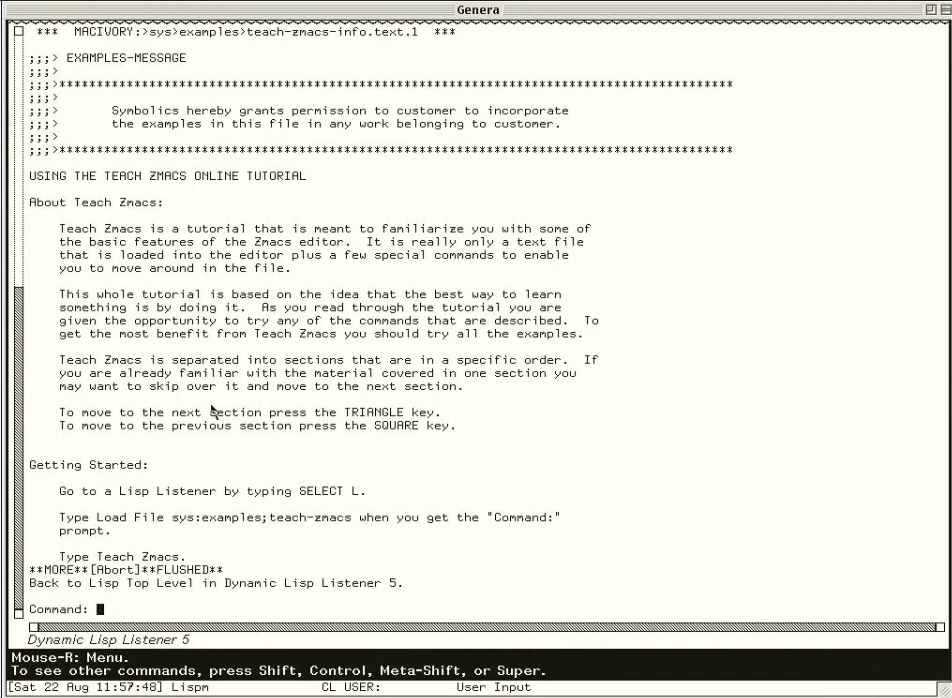 Genera
*** MACIVORY:>sys>examples>teach-zmacs-info.text.1 ***
;;;> EXAMPLES-MESSAGE
;;;>
;;;>******************************************************************************************
;;;>
;;;> Symbolics hereby grants permission to customer to incorporate
;;;> the examples in this file in any work belonging to customer.
;;;>
;;;>******************************************************************************************
USING THE TEACH ZMACS ONLINE TUTORIAL
About Teach Zmacs:
Teach Zmacs is a tutorial that is meant to familiarize you with some of
the basic features of the Zmacs editor. It is really only a text file
that is loaded into the editor plus a few special commands to enable
you to move around in the file.
This whole tutorial is based on the idea that the best way to learn
something is by doing it. As you read through the tutorial you are
given the opportunity to try any of the commands that are described. To
get the most benefit from Teach Zmacs you should try all the examples.
Teach Zmacs is separated into sections that are in a specific order. If
you are already familiar with the material covered in one section you
may want to skip over it and move to the next section.
To move to the next section press the TRIANGLE key.
To move to the previous section press the SQUARE key.
Getting Started:
Go to a Lisp Listener by typing SELECT L.
Type Load File sys:examples;teach-zmacs when you get the "Command:"
prompt.
Type Teach Zmacs.
**MORE**[Abort]**FLUSHED**
Back to Lisp Top Level in Dynamic Lisp Listener 5.
Command:
Dynamic Lisp Listener 5
Mouse-R: Menu.
To see other commands, press Shift, Control, Meta-Shift, or Super.
[Sat 22 Aug 11:57:48] Lispm CL USER: User Input